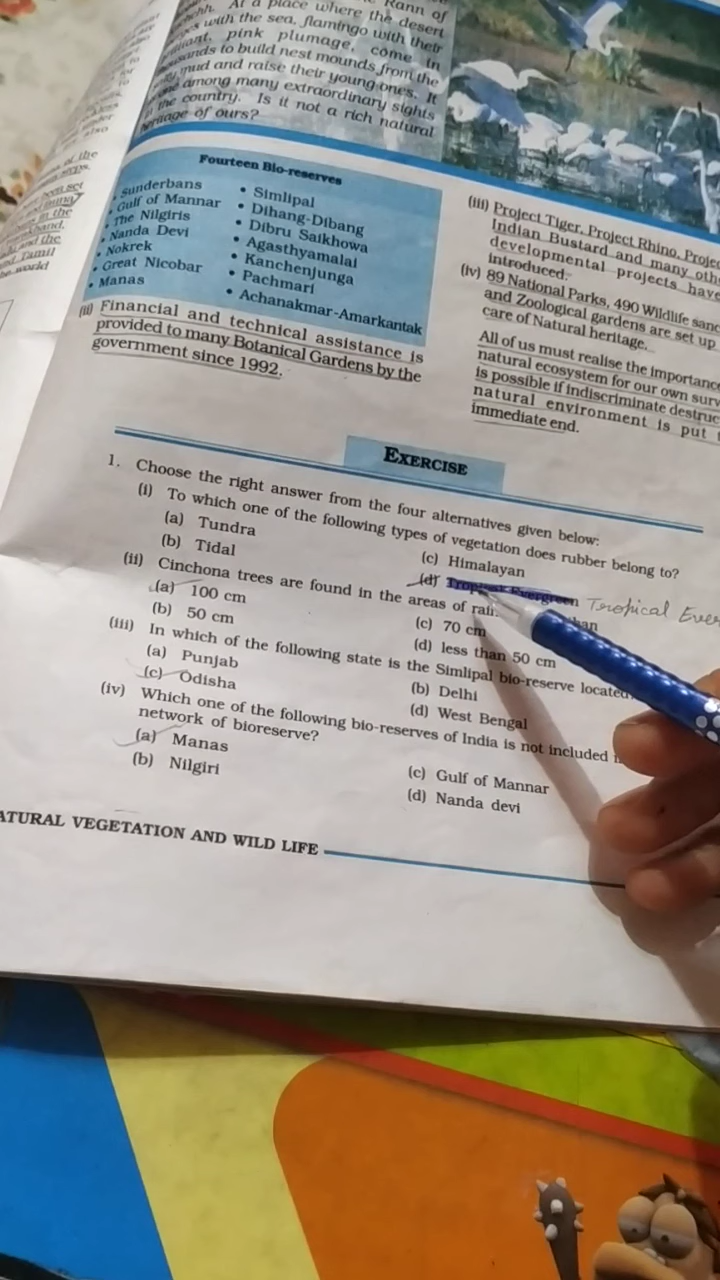 Rann of
At a place where the desert
with the sea, flamingo with their
pink plumage, come in
to build nest mounds from the
mud and raise their young ones. It
among many extraordinary sights
the country. Is it not a rich natural
of ours?
Fourteen Bio-reserves
• Sunderbans
• Gulf of Mannar
• The Nilgiris
• Nanda Devi
• Nokrek
• Great Nicobar
• Manas
• Simlipal
• Dihang-Dibang
• Dibru Saikhowa
• Agasthyamalai
• Kanchenjunga
• Pachmari
• Achanakmar-Amarkantak
(ii) Financial and technical assistance is
provided to many Botanical Gardens by the
government since 1992.
(iii) Project Tiger, Project Rhino,
Indian Bustard and many
developmental projects have
introduced.
(iv) 89 National Parks, 490 Wildlife
and Zoological gardens are set up
care of Natural heritage.
All of us must realise the
natural ecosystem for our own
is possible if indiscriminate
natural environment is put
immediate end.
EXERCISE
1. Choose the right answer from the four alternatives given below:
(i) To which one of the following types of vegetation does rubber belong to?
(a) Tundra
(b) Tidal
(c) Himalayan
(d) Tropical Evergreen Tropical
(ii) Cinchona trees are found in the areas of
(a) 100 cm
(b) 50 cm
(c) 70 cm
(d) less than 50 cm
(iii) In which of the following state is the Simlipal bio-reserve
(a) Punjab
(c) Odisha
(b) Delhi
(d) West Bengal
(iv) Which one of the following bio-reserves of India is not included
network of bioreserve?
(a) Manas
(b) Nilgiri
(c) Gulf of Mannar
(d) Nanda devi
VEGETATION AND WILD LIFE